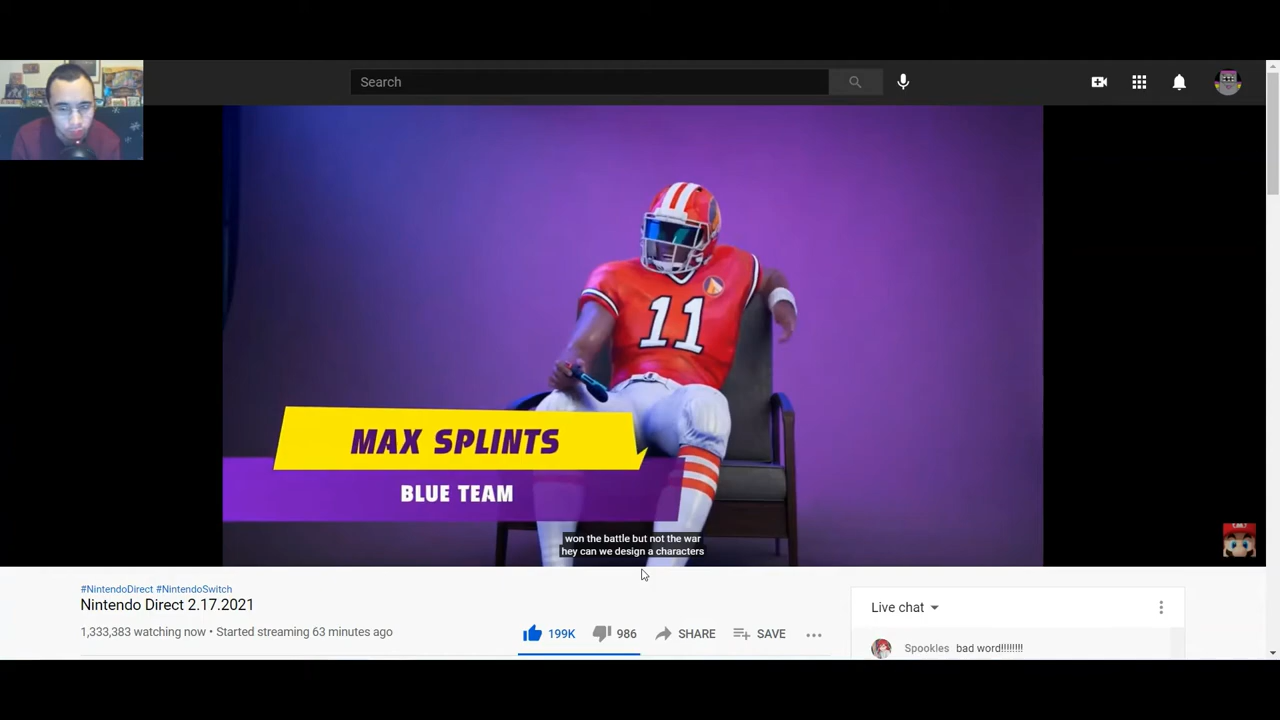 Search
11
MAX SPLINTS
BLUE TEAM
won the battle but not the war
hey can we design a characters
#NintendoDirect #NintendoSwitch
Nintendo Direct 2.17.2021
1,333,383 watching now • Started streaming 63 minutes ago
199K 986 SHARE SAVE
Live chat
Spookles bad word!!!!!!!!